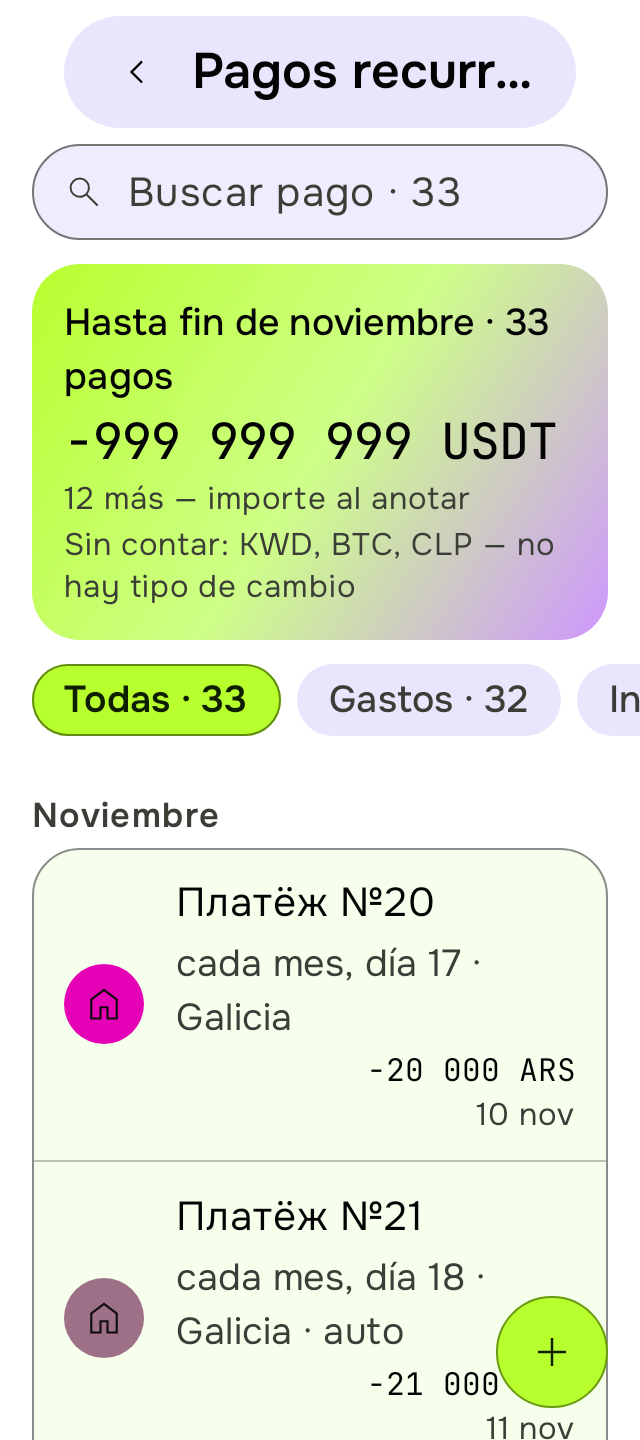 Pagos recurr...
Buscar pago · 33
Hasta fin de noviembre · 33
pagos
-999 999 999 USDT
12 más — importe al anotar
Sin contar: KWD, BTC, CLP — no
hay tipo de cambio
Todas · 33
Gastos · 32
In
Noviembre
Платёж №20
cada mes, día 17 ·
Galicia
-20 000 ARS
10 nov
Платёж №21
cada mes, día 18 ·
Galicia · auto
-21 000
11 nov